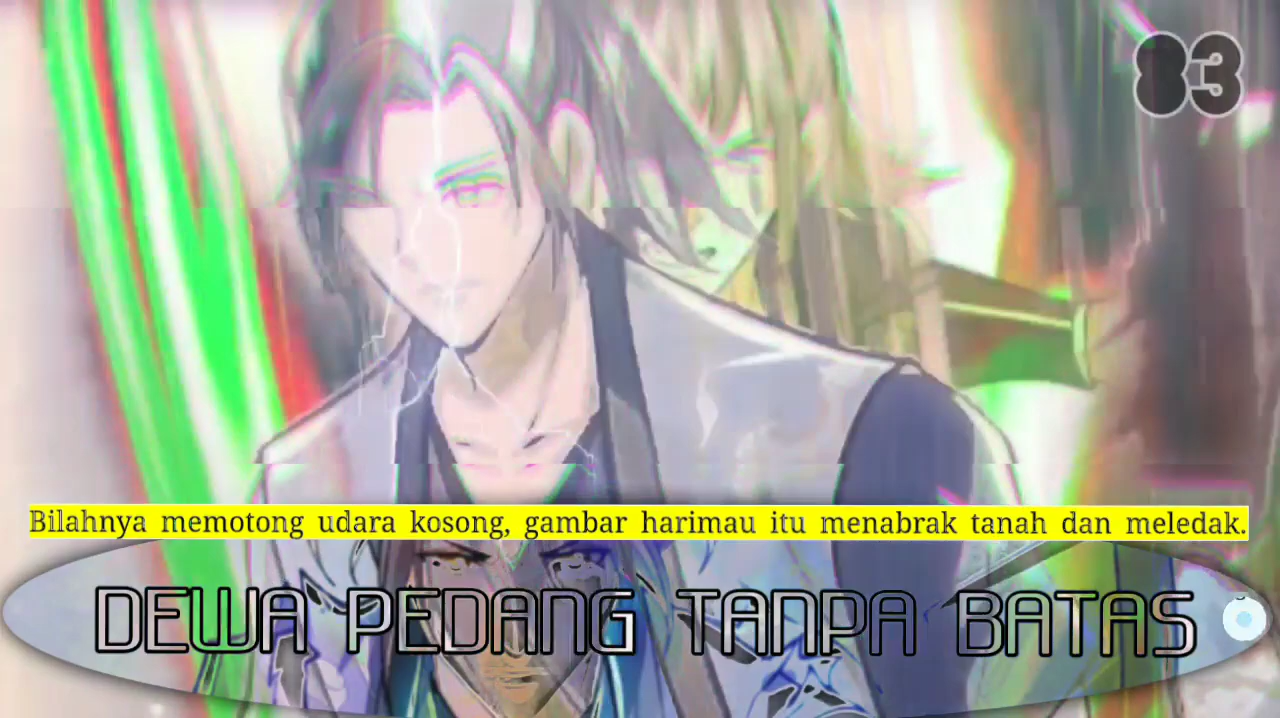 83
Bilahnya memotong udara kosong, gambar harimau itu menabrak tanah dan meledak.
DEWA PEDANG TANPA BATAS